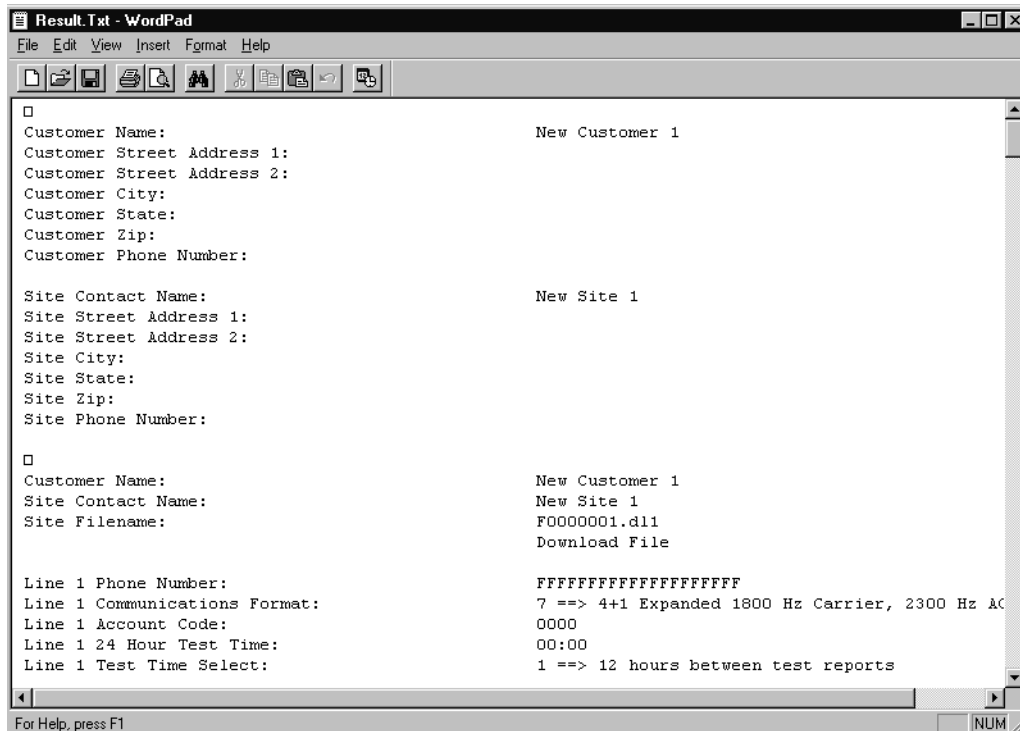 Result.Txt - WordPad
File Edit View Insert Format Help
Customer Name: New Customer 1
Customer Street Address 1:
Customer Street Address 2:
Customer City:
Customer State:
Customer Zip:
Customer Phone Number:
Site Contact Name: New Site 1
Site Street Address 1:
Site Street Address 2:
Site City:
Site State:
Site Zip:
Site Phone Number:
Customer Name: New Customer 1
Site Contact Name: New Site 1
Site Filename: F0000001.dl1
Download File
Line 1 Phone Number: FFFFFFFFFFFFFFFFFFFF
Line 1 Communications Format: 7 ==> 4+1 Expanded 1800 Hz Carrier, 2300 Hz AC
Line 1 Account Code: 0000
Line 1 24 Hour Test Time: 00:00
Line 1 Test Time Select: 1 ==> 12 hours between test reports
For Help, press F1 NUM